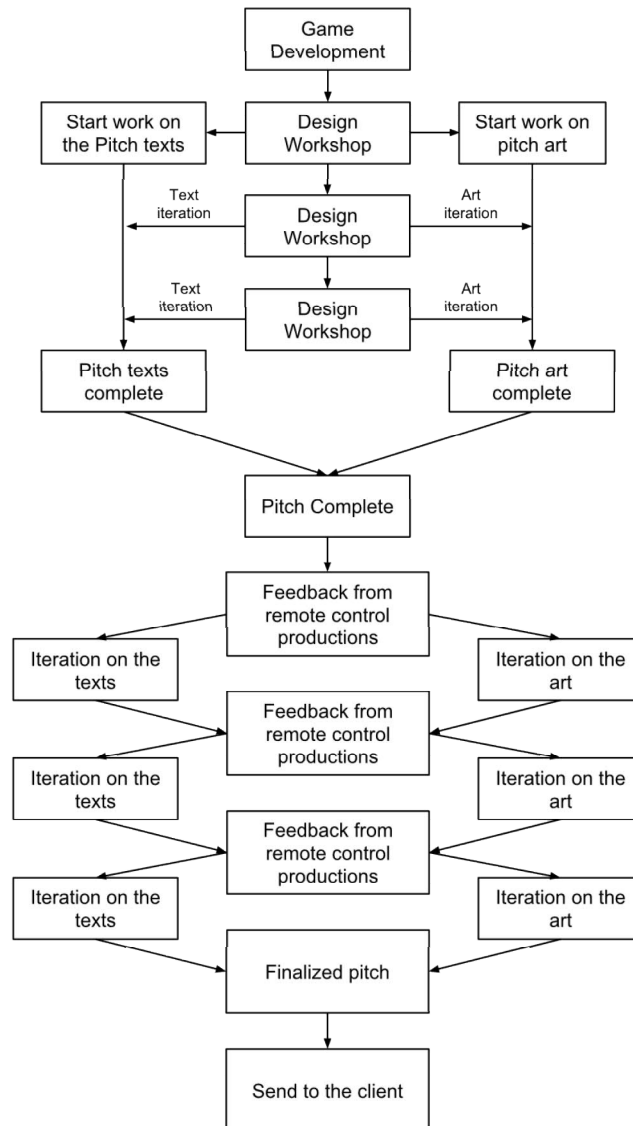 Game
Development
Start work on
the Pitch texts
Design
Workshop
Start work on
pitch art
Text
iteration
Design
Workshop
Art
iteration
Text
iteration
Design
Workshop
Art
iteration
Pitch texts
complete
Pitch art
complete
Pitch Complete
Feedback from
remote control
productions
Iteration on the
texts
Iteration on the
art
Feedback from
remote control
productions
Iteration on the
texts
Iteration on the
art
Feedback from
remote control
productions
Iteration on the
texts
Iteration on the
art
Finalized pitch
Send to the client